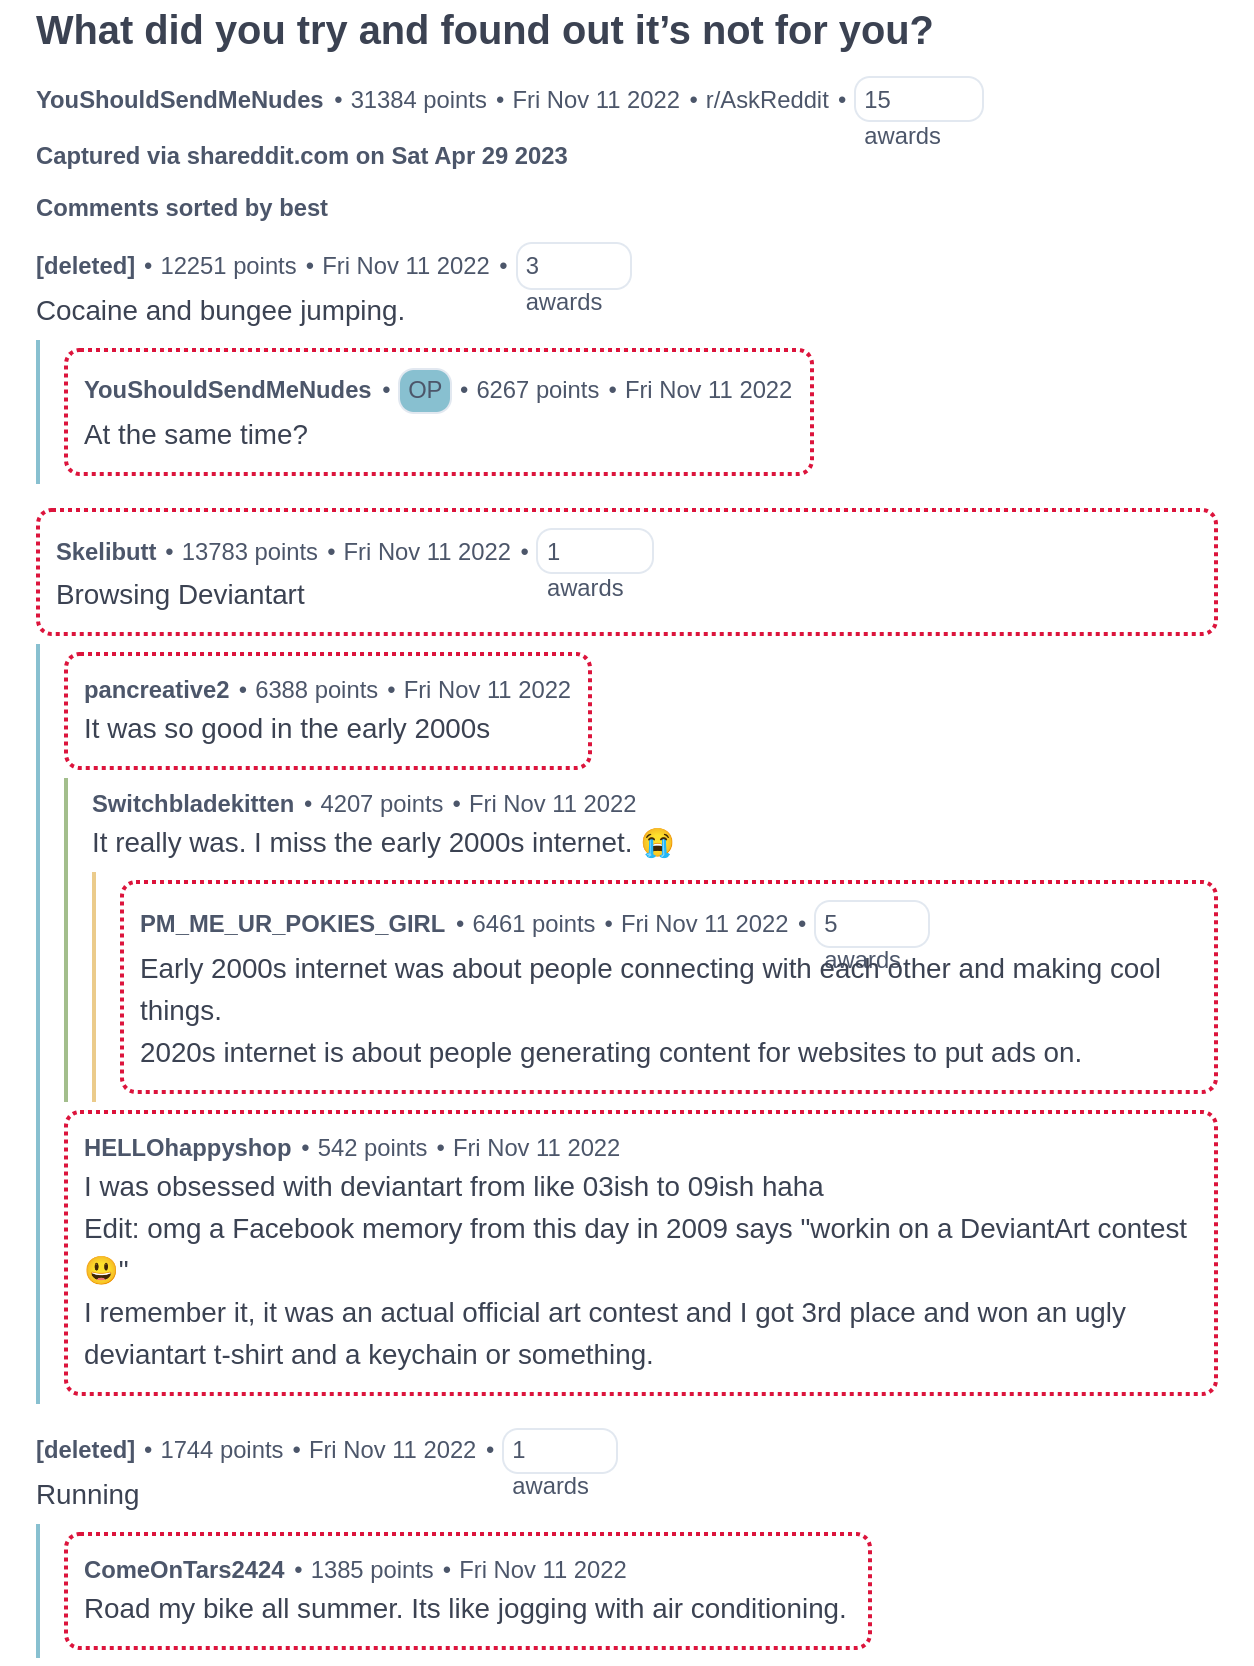 What did you try and found out it’s not for you?
YouShouldSendMeNudes • 31384 points • Fri Nov 11 2022 • r/AskReddit • 15
awards
Captured via shareddit.com on Sat Apr 29 2023
Comments sorted by best
[deleted] • 12251 points • Fri Nov 11 2022 • 3
awards
Cocaine and bungee jumping.
YouShouldSendMeNudes • OP • 6267 points • Fri Nov 11 2022
At the same time?
Skelibutt • 13783 points • Fri Nov 11 2022 • 1
awards
Browsing Deviantart
pancreative2 • 6388 points • Fri Nov 11 2022
It was so good in the early 2000s
Switchbladekitten • 4207 points • Fri Nov 11 2022
It really was. I miss the early 2000s internet. 😭
PM_ME_UR_POKIES_GIRL • 6461 points • Fri Nov 11 2022 • 5
awards
Early 2000s internet was about people connecting with each other and making cool
things.
2020s internet is about people generating content for websites to put ads on.
HELLOhappyshop • 542 points • Fri Nov 11 2022
I was obsessed with deviantart from like 03ish to 09ish haha
Edit: omg a Facebook memory from this day in 2009 says "workin on a DeviantArt contest
😃"
I remember it, it was an actual official art contest and I got 3rd place and won an ugly
deviantart t-shirt and a keychain or something.
[deleted] • 1744 points • Fri Nov 11 2022 • 1
awards
Running
ComeOnTars2424 • 1385 points • Fri Nov 11 2022
Road my bike all summer. Its like jogging with air conditioning.